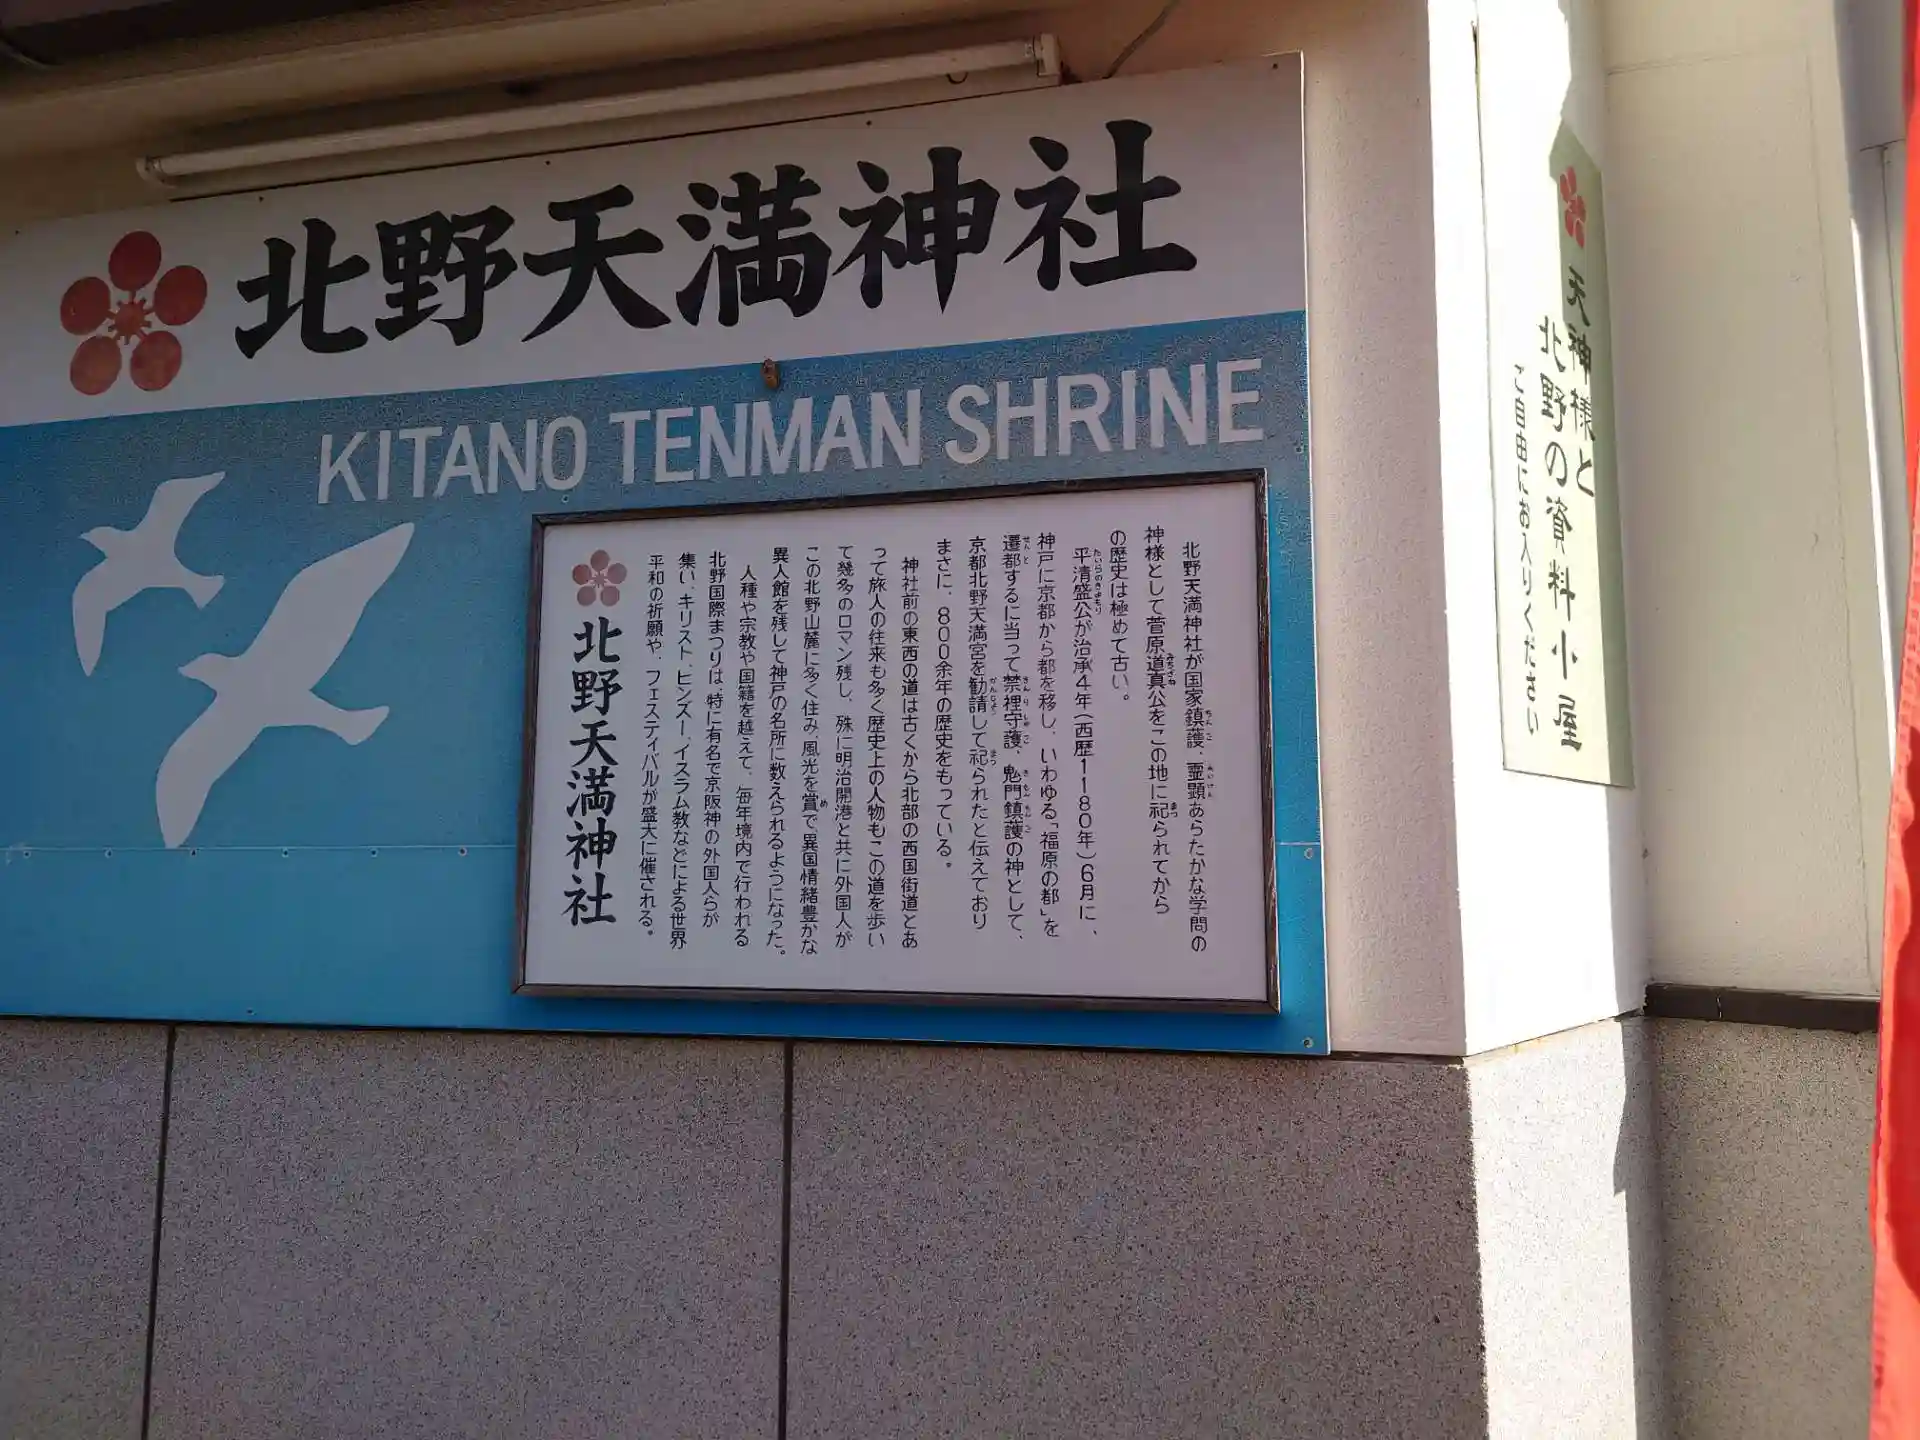 北野天満神社
KITANO TENMAN SHRINE
北野天満神社が国家鎮護、霊顕あらたかな学問の
神様として菅原道真公をこの地に祀られてから
の歴史は極めて古い。
平清盛公が治承4年(西歴1180年)6月に、
神戸に京都から都を移し、いわゆる「福原の都」を
遷都するに当って禁裡守護、鬼門鎮護の神として、
京都北野天満宮を勧請して祀られたと伝えており
まさに、800余年の歴史をもっている。
神社前の東西の道は古くから北部の西国街道とあ
って旅人の往来も多く歴史上の人物もこの道を歩い
て幾多のロマン残し、殊に明治開港と共に外国人が
この北野山麓に多く住み、風光を賞で、異国情緒豊かな
異人館を残して神戸の名所に数えられるようになった。
人種や宗教や国籍を越えて、毎年境内で行われる
北野国際まつりは、特に有名で京阪神の外国人らが
集い、キリスト、ヒンズー、イスラム教などによる世界
平和の祈願や、フェスティバルが盛大に催される。
北野天満神社
天神様と
北野の資料小屋
ご自由にお入りください